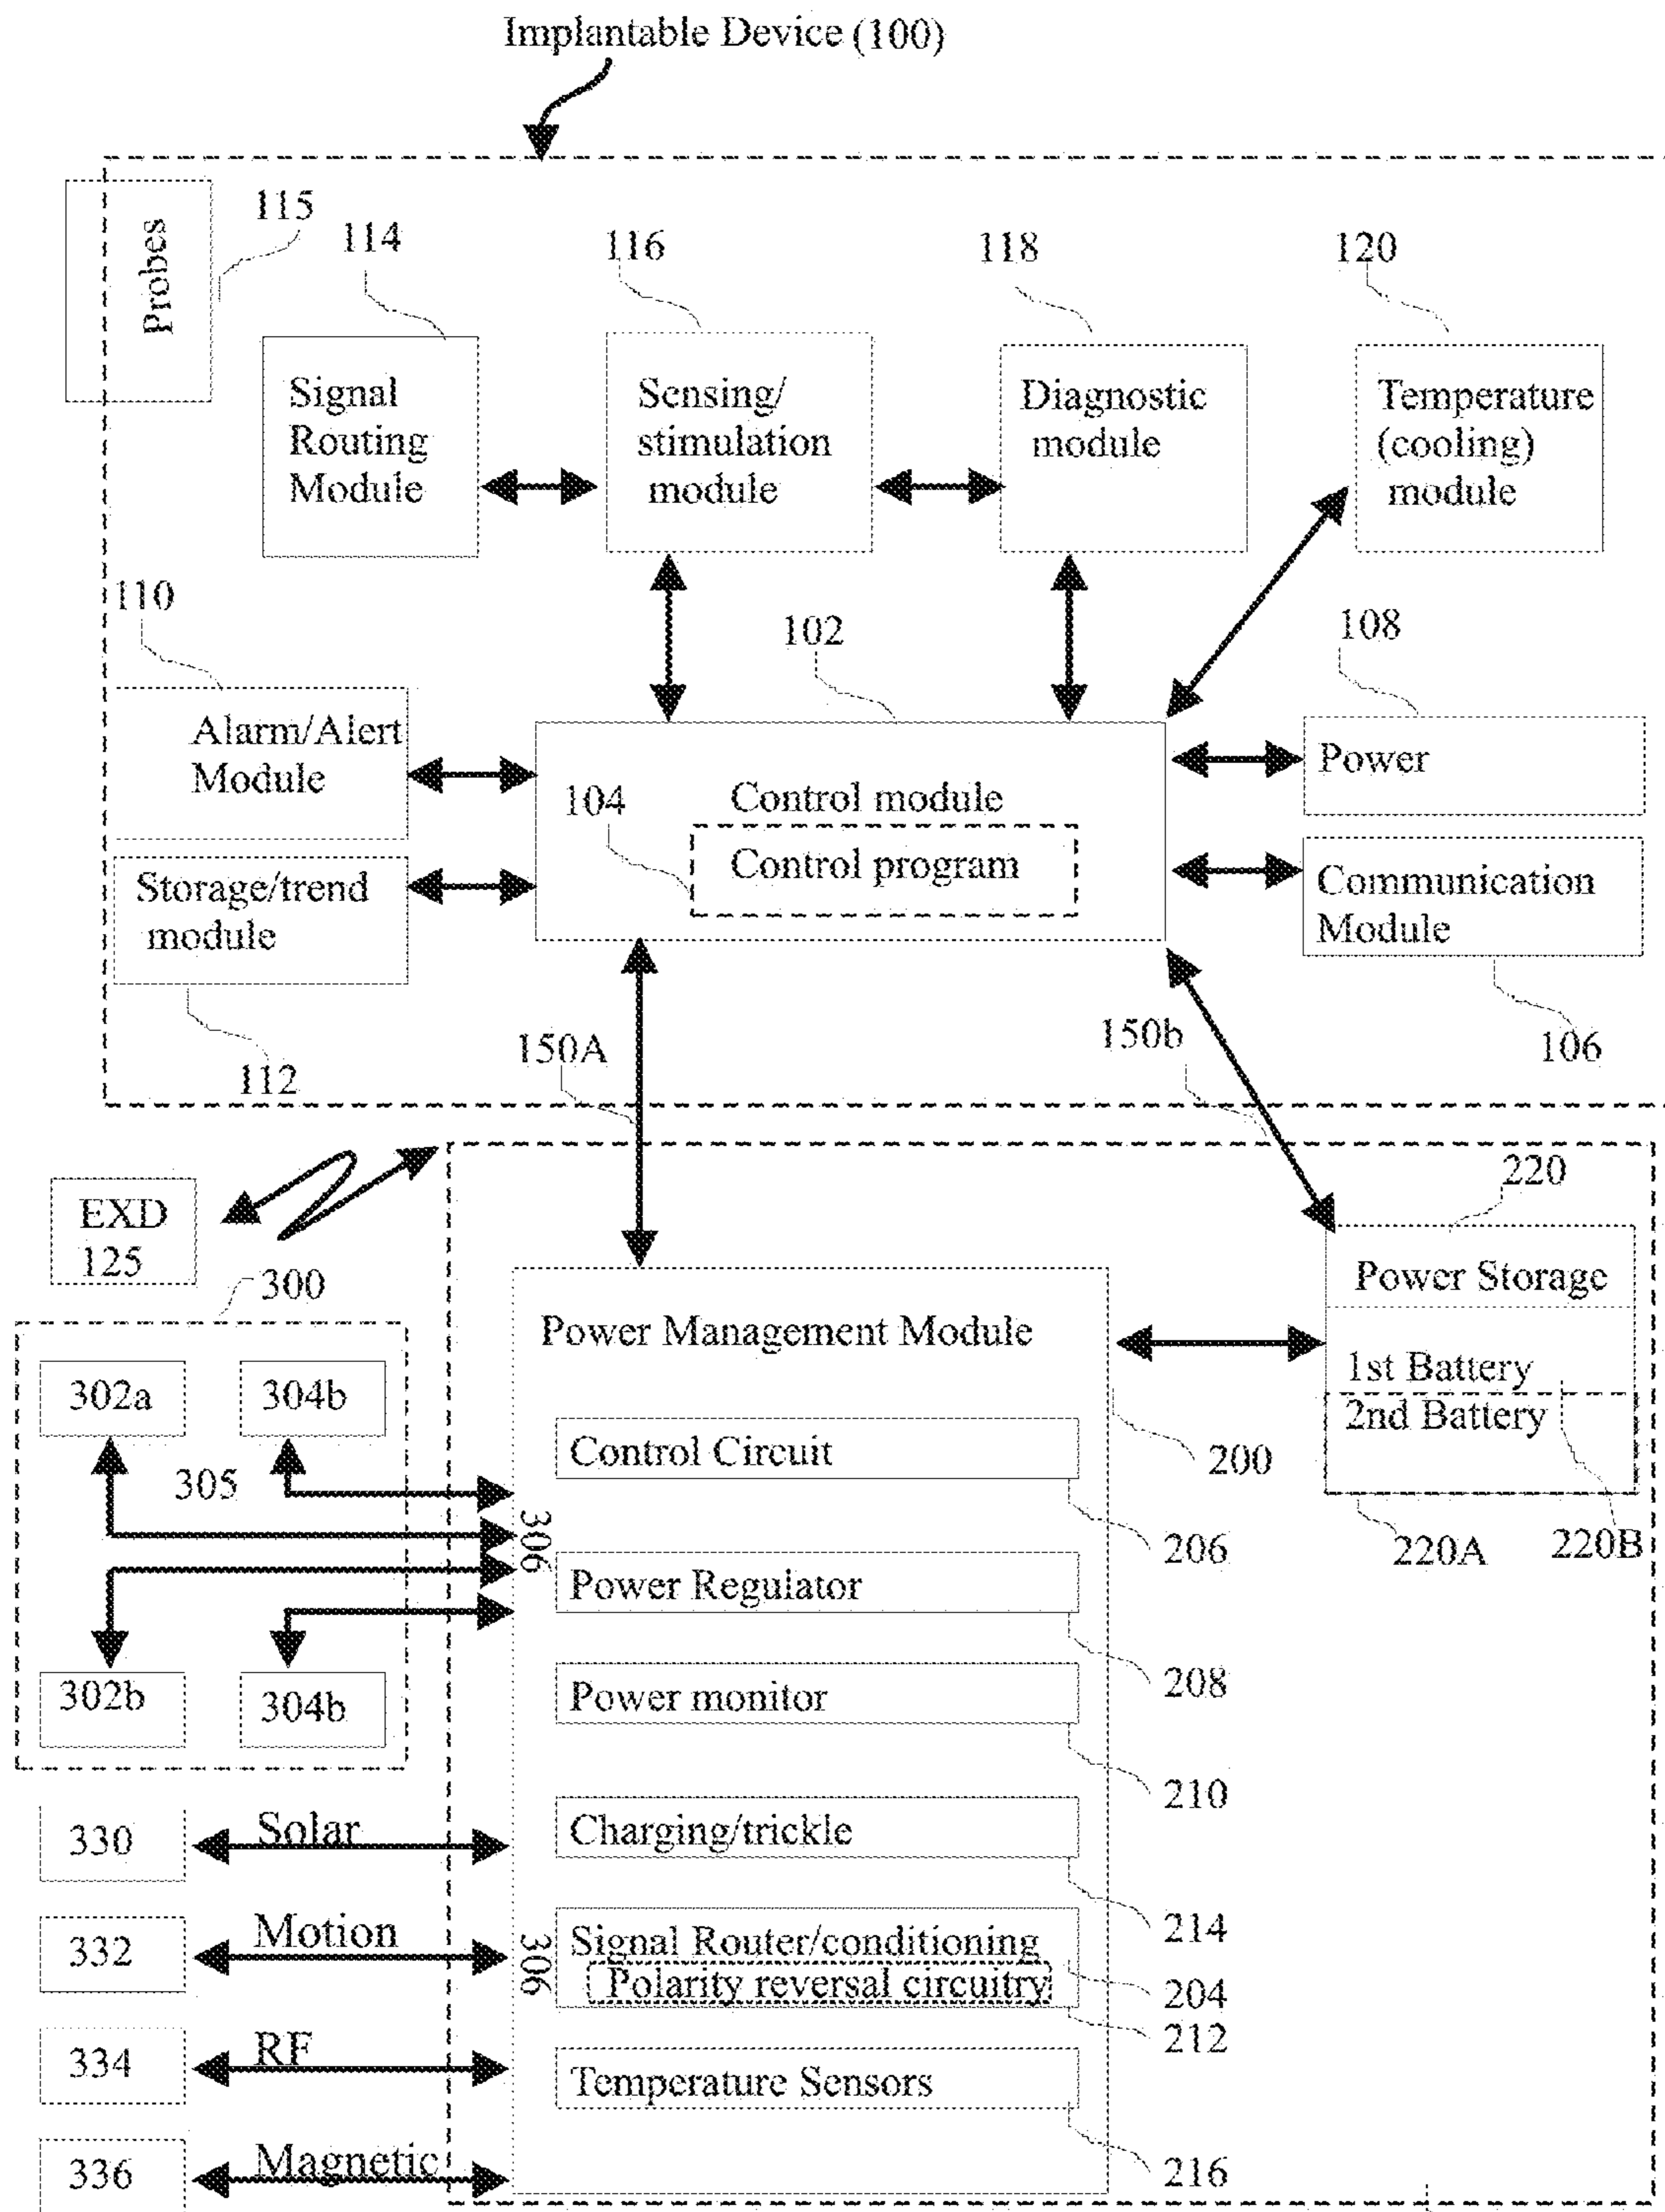 Implantable Device (100)
Probes
115
114
116
118
120
Signal
Routing
Module
Sensing/
stimulation
module
Diagnostic
module
Temperature
(cooling)
module
110
102
108
Alarm/Alert
Module
104
Control module
Control program
Power
Storage/trend
module
Communication
Module
112
150A
150b
106
EXD
125
300
220
Power Storage
1st Battery
2nd Battery
220A
220B
Power Management Module
200
302a
304b
305
306
302b
304b
Control Circuit
206
Power Regulator
208
Power monitor
210
Charging/trickle
214
Signal Router/conditioning
Polarity reversal circuitry
204
212
306
Temperature Sensors
216
330
Solar
332
Motion
334
RF
336
Magnetic